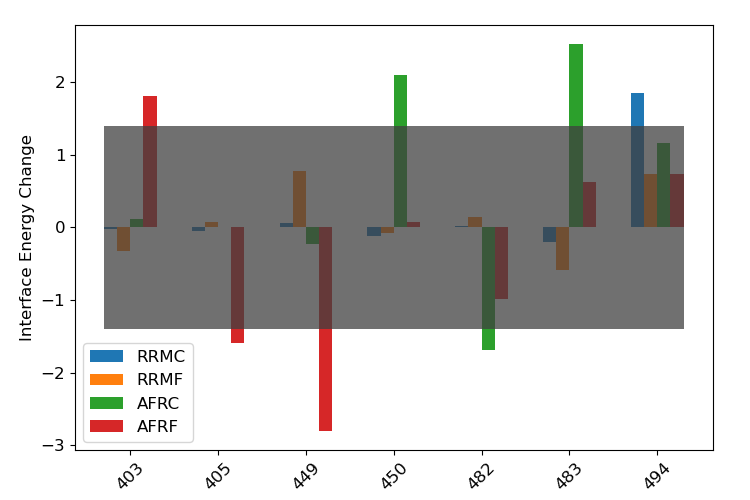 Interface Energy Change
2
1
0
−1
−2
−3
RRMC
RRMF
AFRC
AFRF
403
405
449
450
482
483
494